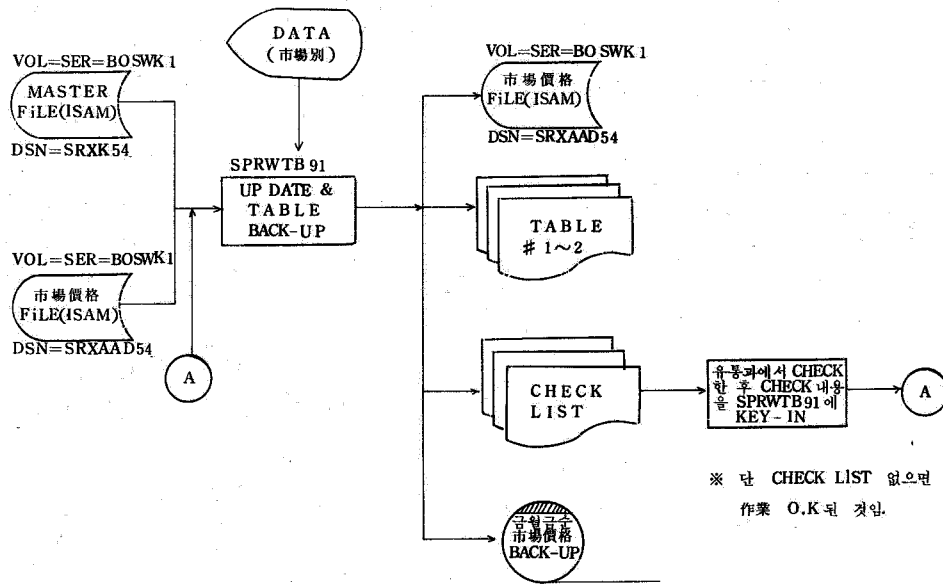 DATA
(市場別)
VOL=SER=BOSWK1
MASTER
FiLE(ISAM)
DSN=SRXK54
VOL=SER=BOSWK1
市場價格
FiLE(ISAM)
DSN=SRXAAD54
A
SPRWTB91
UP DATE &
TABLE
BACK-UP
VOL=SER=BOSWK1
市場價格
FiLE(ISAM)
DSN=SRXAAD54
TABLE
# 1~2
CHECK
LIST
유통과에서 CHECK
한 후 CHECK 내용
을 SPRWTB91에
KEY-IN
A
※ 단 CHECK LIST 없으면
作業 O.K된 것임.
금월금순
市場價格
BACK-UP